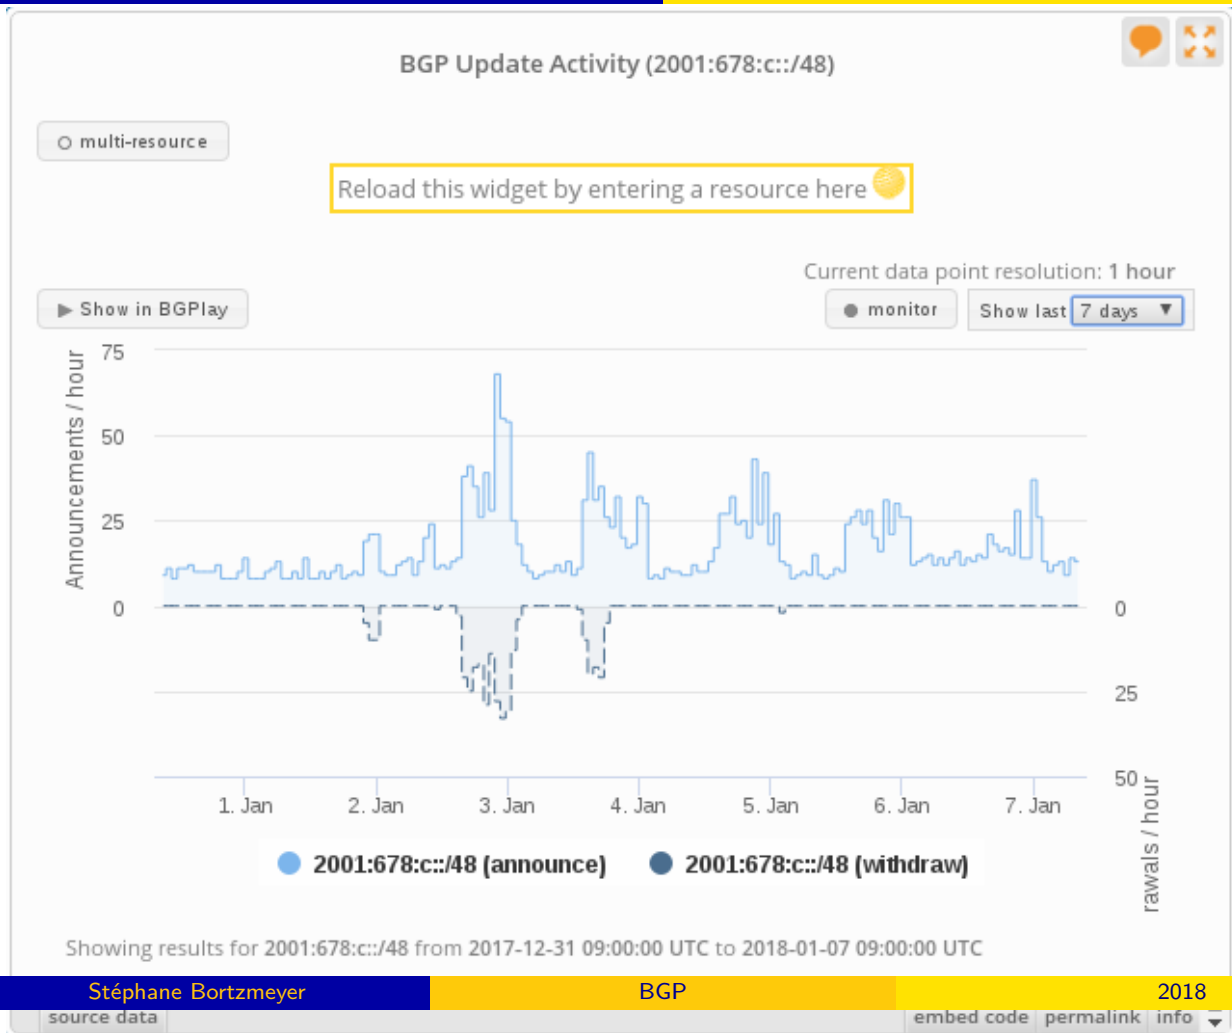 BGP Update Activity (2001:678:c::/48)
multi-resource
Reload this widget by entering a resource here
Current data point resolution: 1 hour
Show in BGPlay
monitor
Show last 7 days
Announcements / hour
75
50
25
0
0
25
50
rawals / hour
1. Jan
2. Jan
3. Jan
4. Jan
5. Jan
6. Jan
7. Jan
2001:678:c::/48 (announce)
2001:678:c::/48 (withdraw)
Showing results for 2001:678:c::/48 from 2017-12-31 09:00:00 UTC to 2018-01-07 09:00:00 UTC
Stéphane Bortzmeyer
BGP
2018
source data
embed code
permalink
info